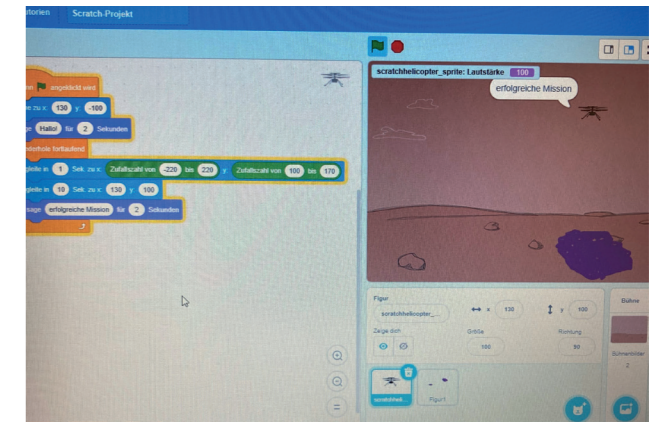 Scratch-Projekt
scratchhelicopter_sprite: Lautstärke 100
erfolgreiche Mission
angeklickt wird
zu x: 130 y: -100
Hallo! für 2 Sekunden
fortlaufend
gleite in 1 Sek. zu x: Zufallszahl von -220 bis 220 y: Zufallszahl von 100 bis 170
gleite in 10 Sek. zu x: 130 y: 100
sage erfolgreiche Mission für 2 Sekunden
Figur
Bühne
scratchhelicopter_...
x 130
y 100
Zeige dich
Größe
Richtung
100
90
Bühnenbilder
2
scratchheli...
Figur1